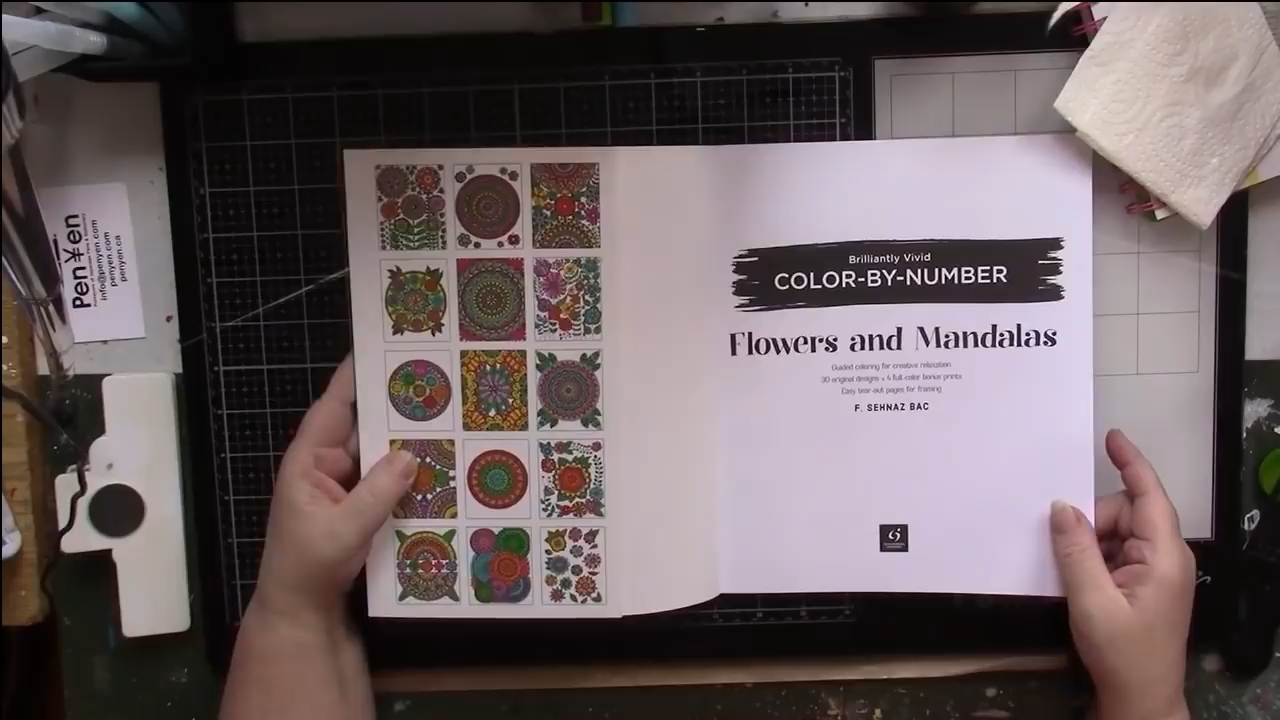 Brilliantly Vivid
COLOR-BY-NUMBER
Flowers and Mandalas
Guided coloring for creative relaxation
30 original designs + 4 full-color bonus prints
Easy tear-out pages for framing
F. SEHNAZ BAC
Pen¥en
info@penyen.com
penyen.com
penyen.ca